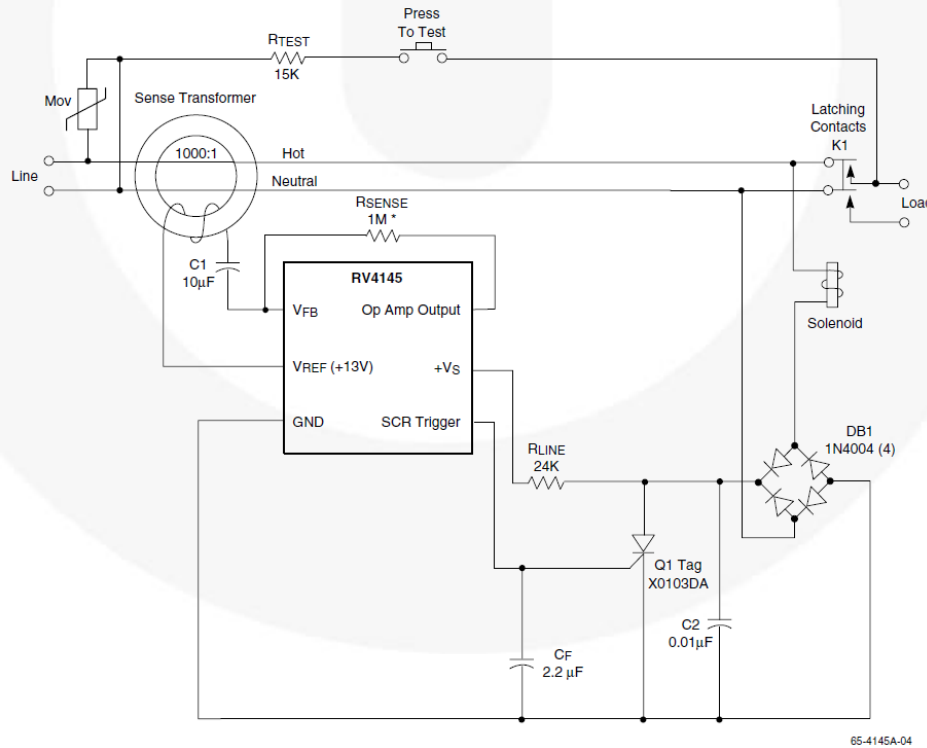 Press
To Test
RTEST
15K
Mov
Sense Transformer
Latching
Contacts
K1
1000:1
Hot
Line
Neutral
Load
RSENSE
1M *
C1
10μF
RV4145
VFB
Op Amp Output
Solenoid
VREF (+13V)
+VS
GND
SCR Trigger
DB1
1N4004 (4)
RLINE
24K
Q1 Tag
X0103DA
C2
0.01μF
CF
2.2 μF
65-4145A-04